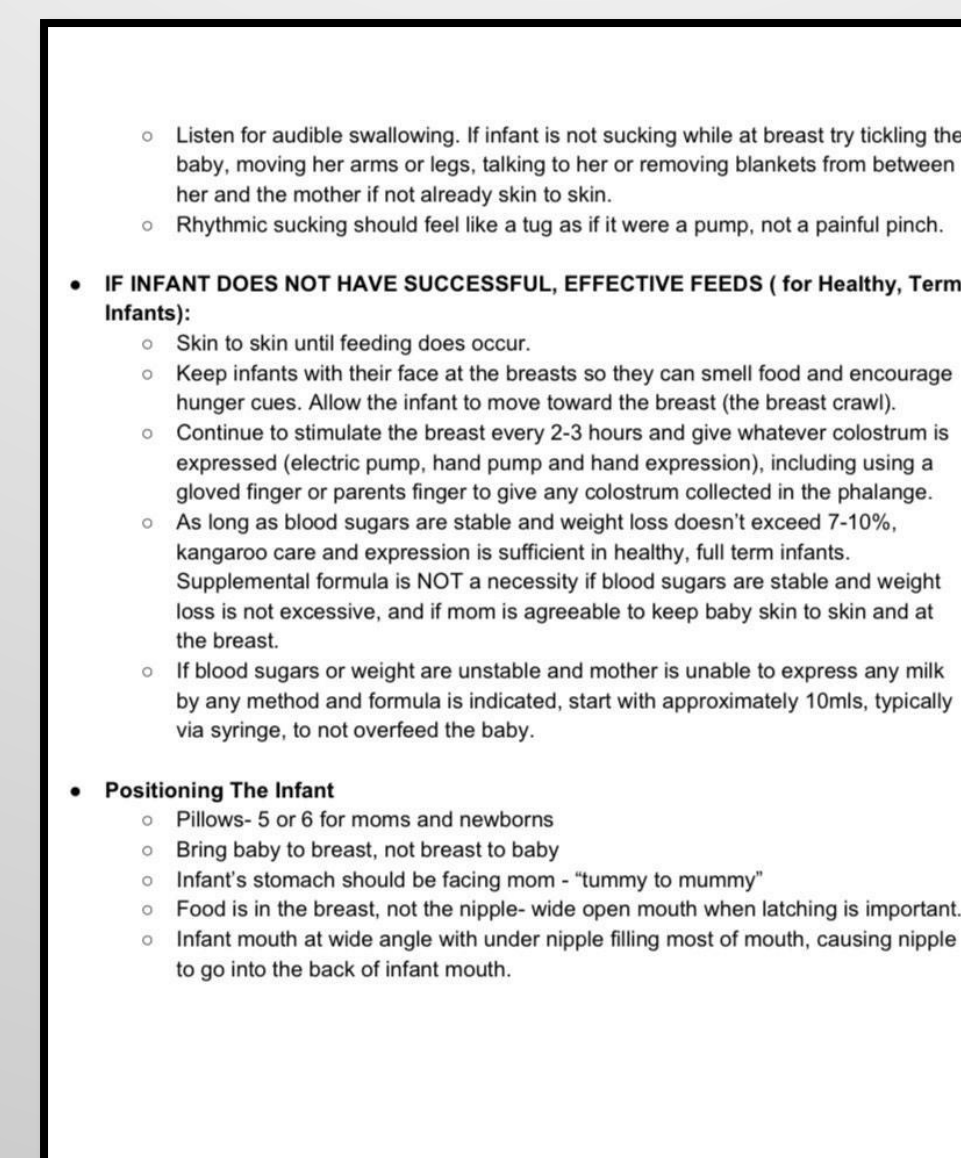 ○ Listen for audible swallowing. If infant is not sucking while at breast try tickling the
baby, moving her arms or legs, talking to her or removing blankets from between
her and the mother if not already skin to skin.
○ Rhythmic sucking should feel like a tug as if it were a pump, not a painful pinch.
● IF INFANT DOES NOT HAVE SUCCESSFUL, EFFECTIVE FEEDS ( for Healthy, Term
Infants):
○ Skin to skin until feeding does occur.
○ Keep infants with their face at the breasts so they can smell food and encourage
hunger cues. Allow the infant to move toward the breast (the breast crawl).
○ Continue to stimulate the breast every 2-3 hours and give whatever colostrum is
expressed (electric pump, hand pump and hand expression), including using a
gloved finger or parents finger to give any colostrum collected in the phalange.
○ As long as blood sugars are stable and weight loss doesn’t exceed 7-10%,
kangaroo care and expression is sufficient in healthy, full term infants.
Supplemental formula is NOT a necessity if blood sugars are stable and weight
loss is not excessive, and if mom is agreeable to keep baby skin to skin and at
the breast.
○ If blood sugars or weight are unstable and mother is unable to express any milk
by any method and formula is indicated, start with approximately 10mls, typically
via syringe, to not overfeed the baby.
● Positioning The Infant
○ Pillows- 5 or 6 for moms and newborns
○ Bring baby to breast, not breast to baby
○ Infant’s stomach should be facing mom - “tummy to mummy”
○ Food is in the breast, not the nipple- wide open mouth when latching is important.
○ Infant mouth at wide angle with under nipple filling most of mouth, causing nipple
to go into the back of infant mouth.